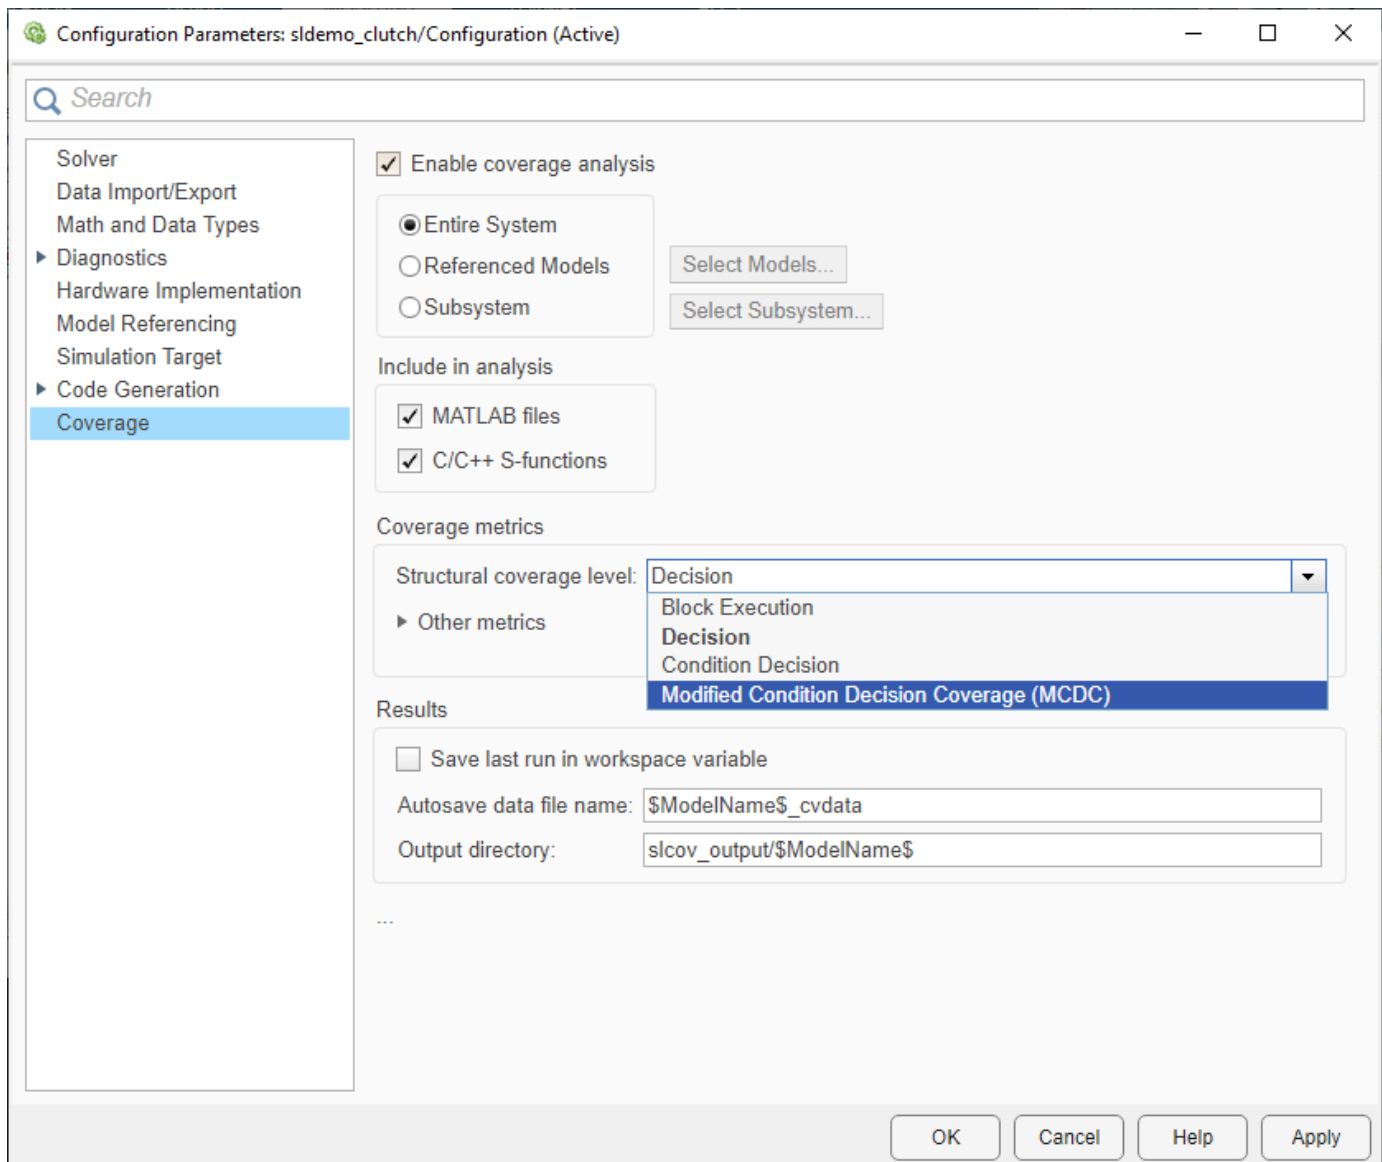 Configuration Parameters: sldemo_clutch/Configuration (Active)
Search
Solver
Data Import/Export
Math and Data Types
Diagnostics
Hardware Implementation
Model Referencing
Simulation Target
Code Generation
Coverage
Enable coverage analysis
Entire System
Referenced Models
Select Models...
Subsystem
Select Subsystem...
Include in analysis
MATLAB files
C/C++ S-functions
Coverage metrics
Structural coverage level: Decision
Block Execution
Other metrics
Decision
Condition Decision
Modified Condition Decision Coverage (MCDC)
Results
Save last run in workspace variable
Autosave data file name: $ModelName$_cvdata
Output directory: slcov_output/$ModelName$
...
OK Cancel Help Apply